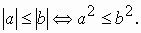 |a| ≤ |b| ⇔ a² ≤ b².